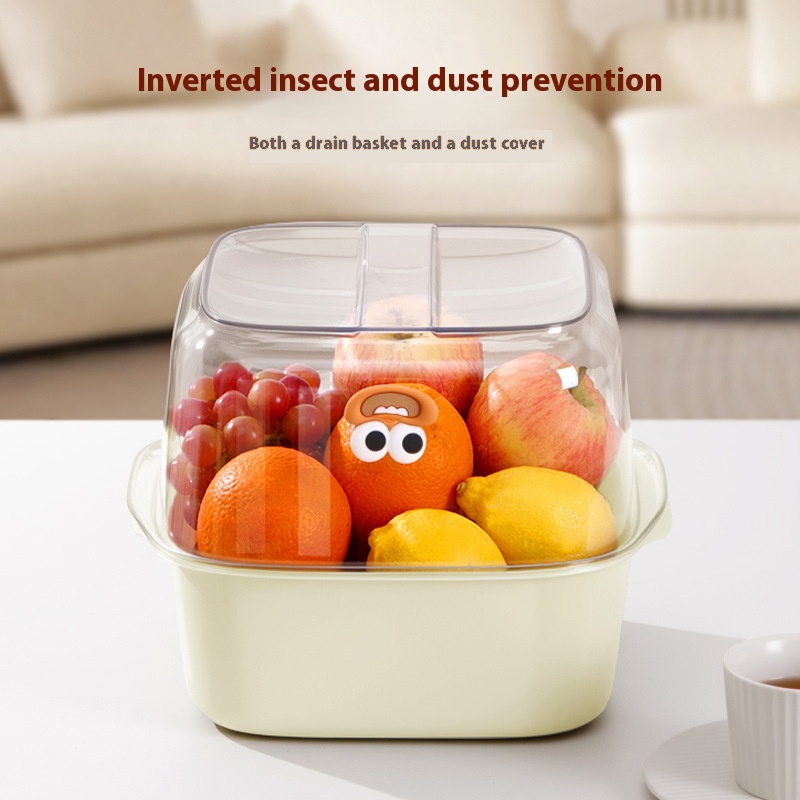 Inverted insect and dust prevention
Both a drain basket and a dust cover